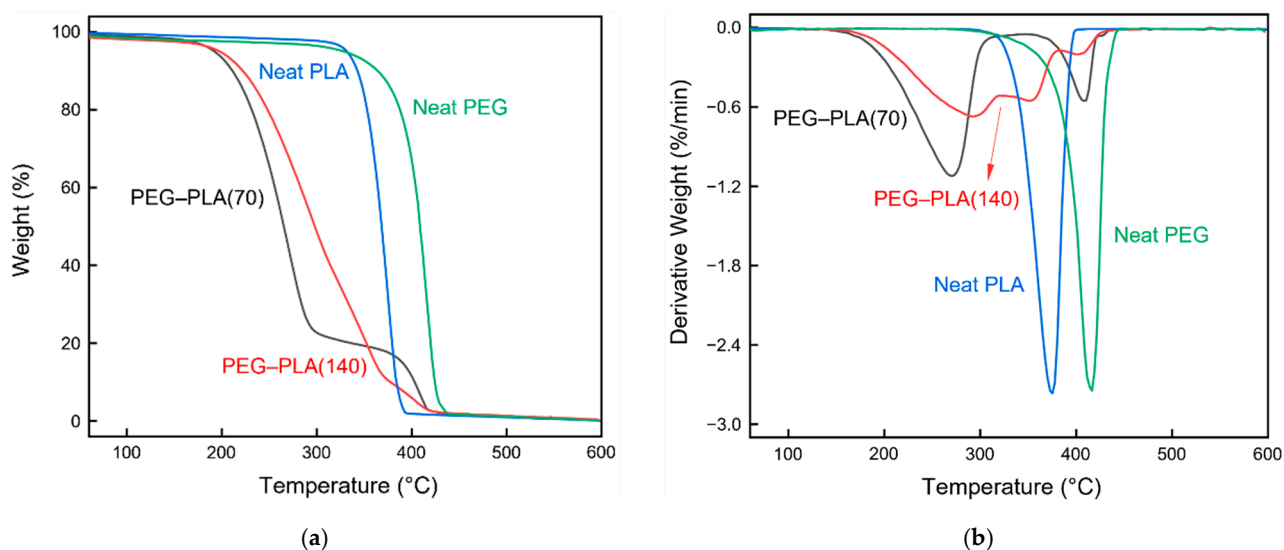 100
80
60
40
20
0
Weight (%)
Neat PLA
Neat PEG
PEG–PLA(70)
PEG–PLA(140)
100
200
300
400
500
600
Temperature (°C)
(a)
0.0
−0.6
−1.2
−1.8
−2.4
−3.0
Derivative Weight (%/min)
PEG–PLA(70)
PEG–PLA(140)
Neat PEG
Neat PLA
100
200
300
400
500
600
Temperature (°C)
(b)